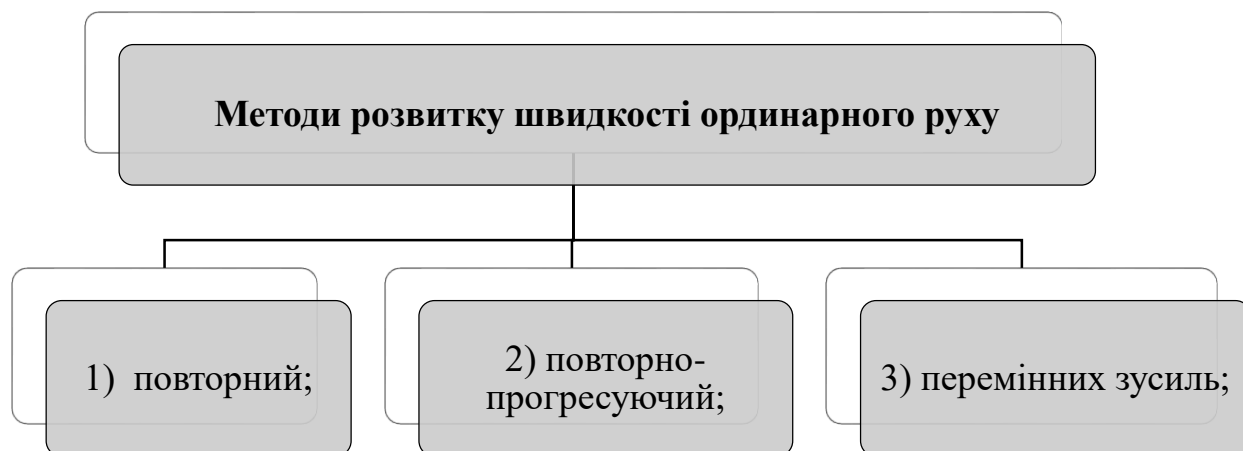 Методи розвитку швидкості ординарного руху
1) повторний;
2) повторно-
прогресуючий;
3) перемінних зусиль;